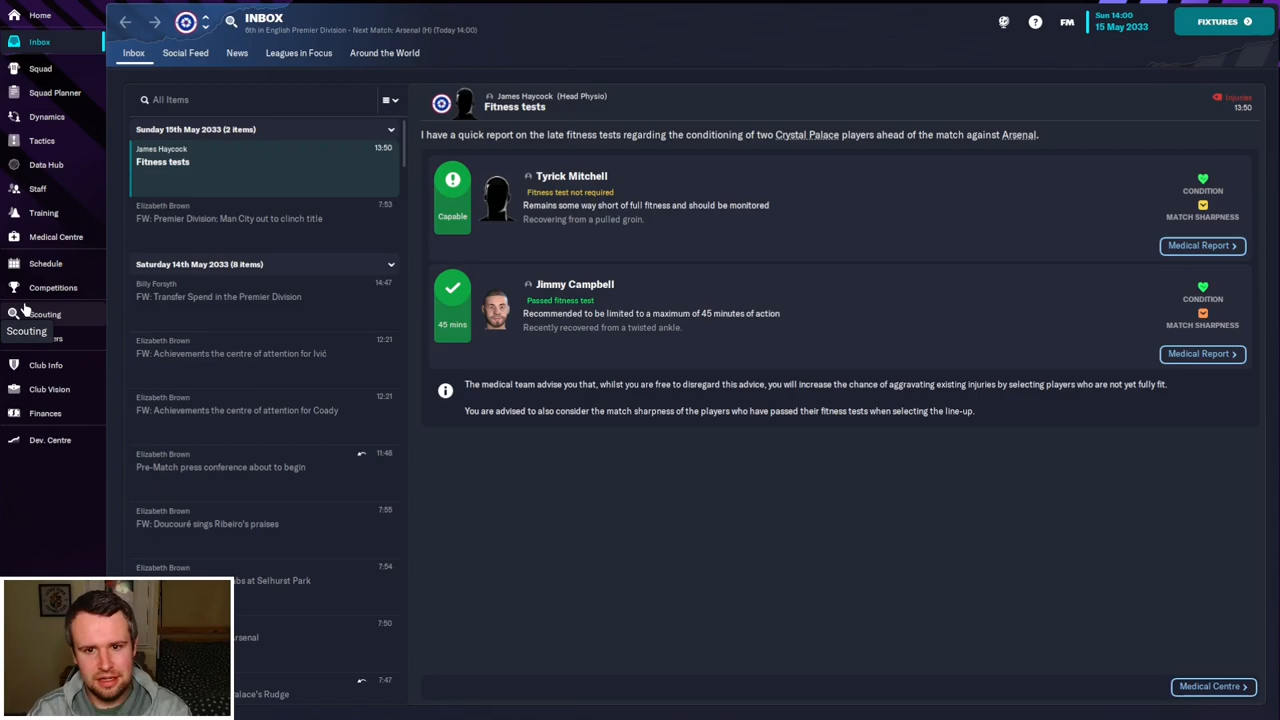 Home
Inbox
Squad
Squad Planner
Dynamics
Tactics
Data Hub
Staff
Training
Medical Centre
Schedule
Competitions
Scouting
Scouting
Club Info
Club Vision
Finances
Dev. Centre
INBOX
6th in English Premier Division - Next Match: Arsenal (H) (Today 14:00)
FM
Sun 14:00
15 May 2033
FIXTURES
Inbox
Social Feed
News
Leagues in Focus
Around the World
All Items
Sunday 15th May 2033 (2 items)
James Haycock 13:50
Fitness tests
Elizabeth Brown 7:53
FW: Premier Division: Man City out to clinch title
Saturday 14th May 2033 (8 items)
Billy Forsyth 14:47
FW: Transfer Spend in the Premier Division
Elizabeth Brown 12:21
FW: Achievements the centre of attention for Ivić
Elizabeth Brown 12:21
FW: Achievements the centre of attention for Coady
Elizabeth Brown 11:48
Pre-Match press conference about to begin
Elizabeth Brown 7:55
FW: Doucouré sings Ribeiro's praises
Elizabeth Brown 7:54
at Selhurst Park
7:50
7:47
Rudge
James Haycock (Head Physio)
Fitness tests
Injuries
13:50
I have a quick report on the late fitness tests regarding the conditioning of two Crystal Palace players ahead of the match against Arsenal.
Capable
Tyrick Mitchell
Fitness test not required
Remains some way short of full fitness and should be monitored
Recovering from a pulled groin.
CONDITION
MATCH SHARPNESS
Medical Report
45 mins
Jimmy Campbell
Passed fitness test
Recommended to be limited to a maximum of 45 minutes of action
Recently recovered from a twisted ankle.
CONDITION
MATCH SHARPNESS
Medical Report
The medical team advise you that, whilst you are free to disregard this advice, you will increase the chance of aggravating existing injuries by selecting players who are not yet fully fit.
You are advised to also consider the match sharpness of the players who have passed their fitness tests when selecting the line-up.
Medical Centre